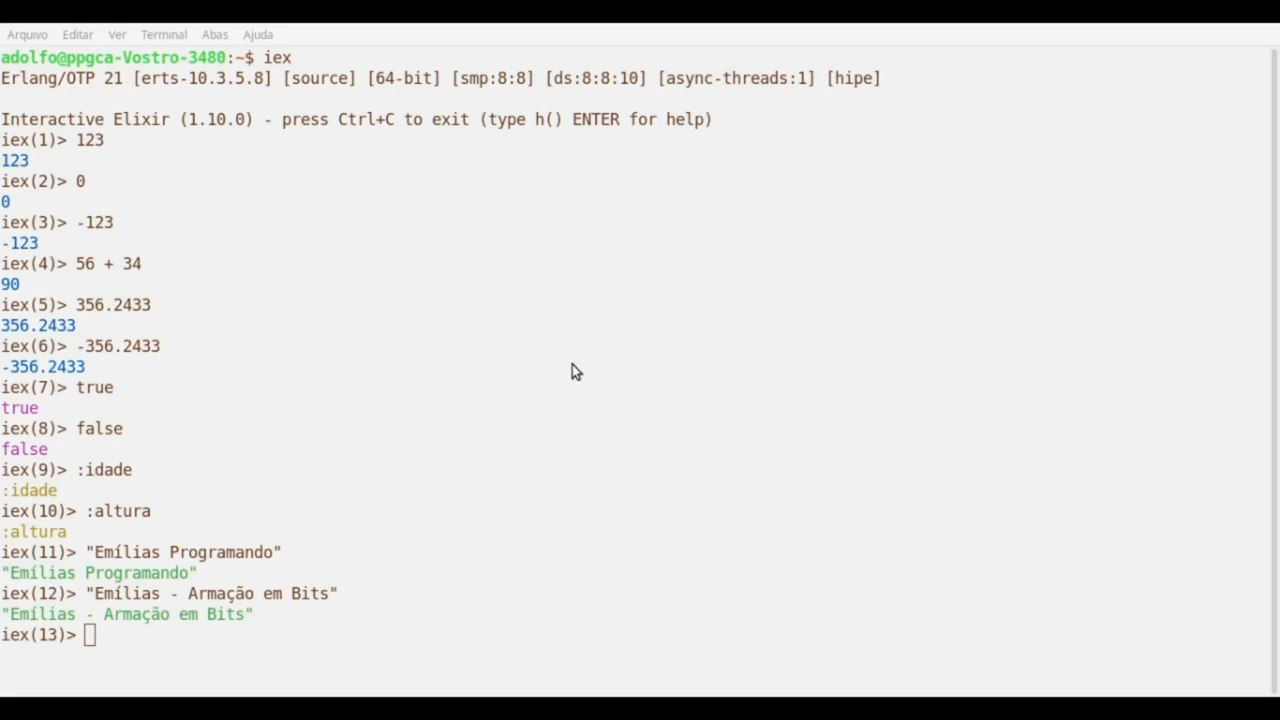 Arquivo Editar Ver Terminal Abas Ajuda
adolfo@ppgca-Vostro-3480:~$ iex
Erlang/OTP 21 [erts-10.3.5.8] [source] [64-bit] [smp:8:8] [ds:8:8:10] [async-threads:1] [hipe]
Interactive Elixir (1.10.0) - press Ctrl+C to exit (type h() ENTER for help)
iex(1)> 123
123
iex(2)> 0
0
iex(3)> -123
-123
iex(4)> 56 + 34
90
iex(5)> 356.2433
356.2433
iex(6)> -356.2433
-356.2433
iex(7)> true
true
iex(8)> false
false
iex(9)> :idade
:idade
iex(10)> :altura
:altura
iex(11)> "Emílias Programando"
"Emílias Programando"
iex(12)> "Emílias - Armação em Bits"
"Emílias - Armação em Bits"
iex(13)>